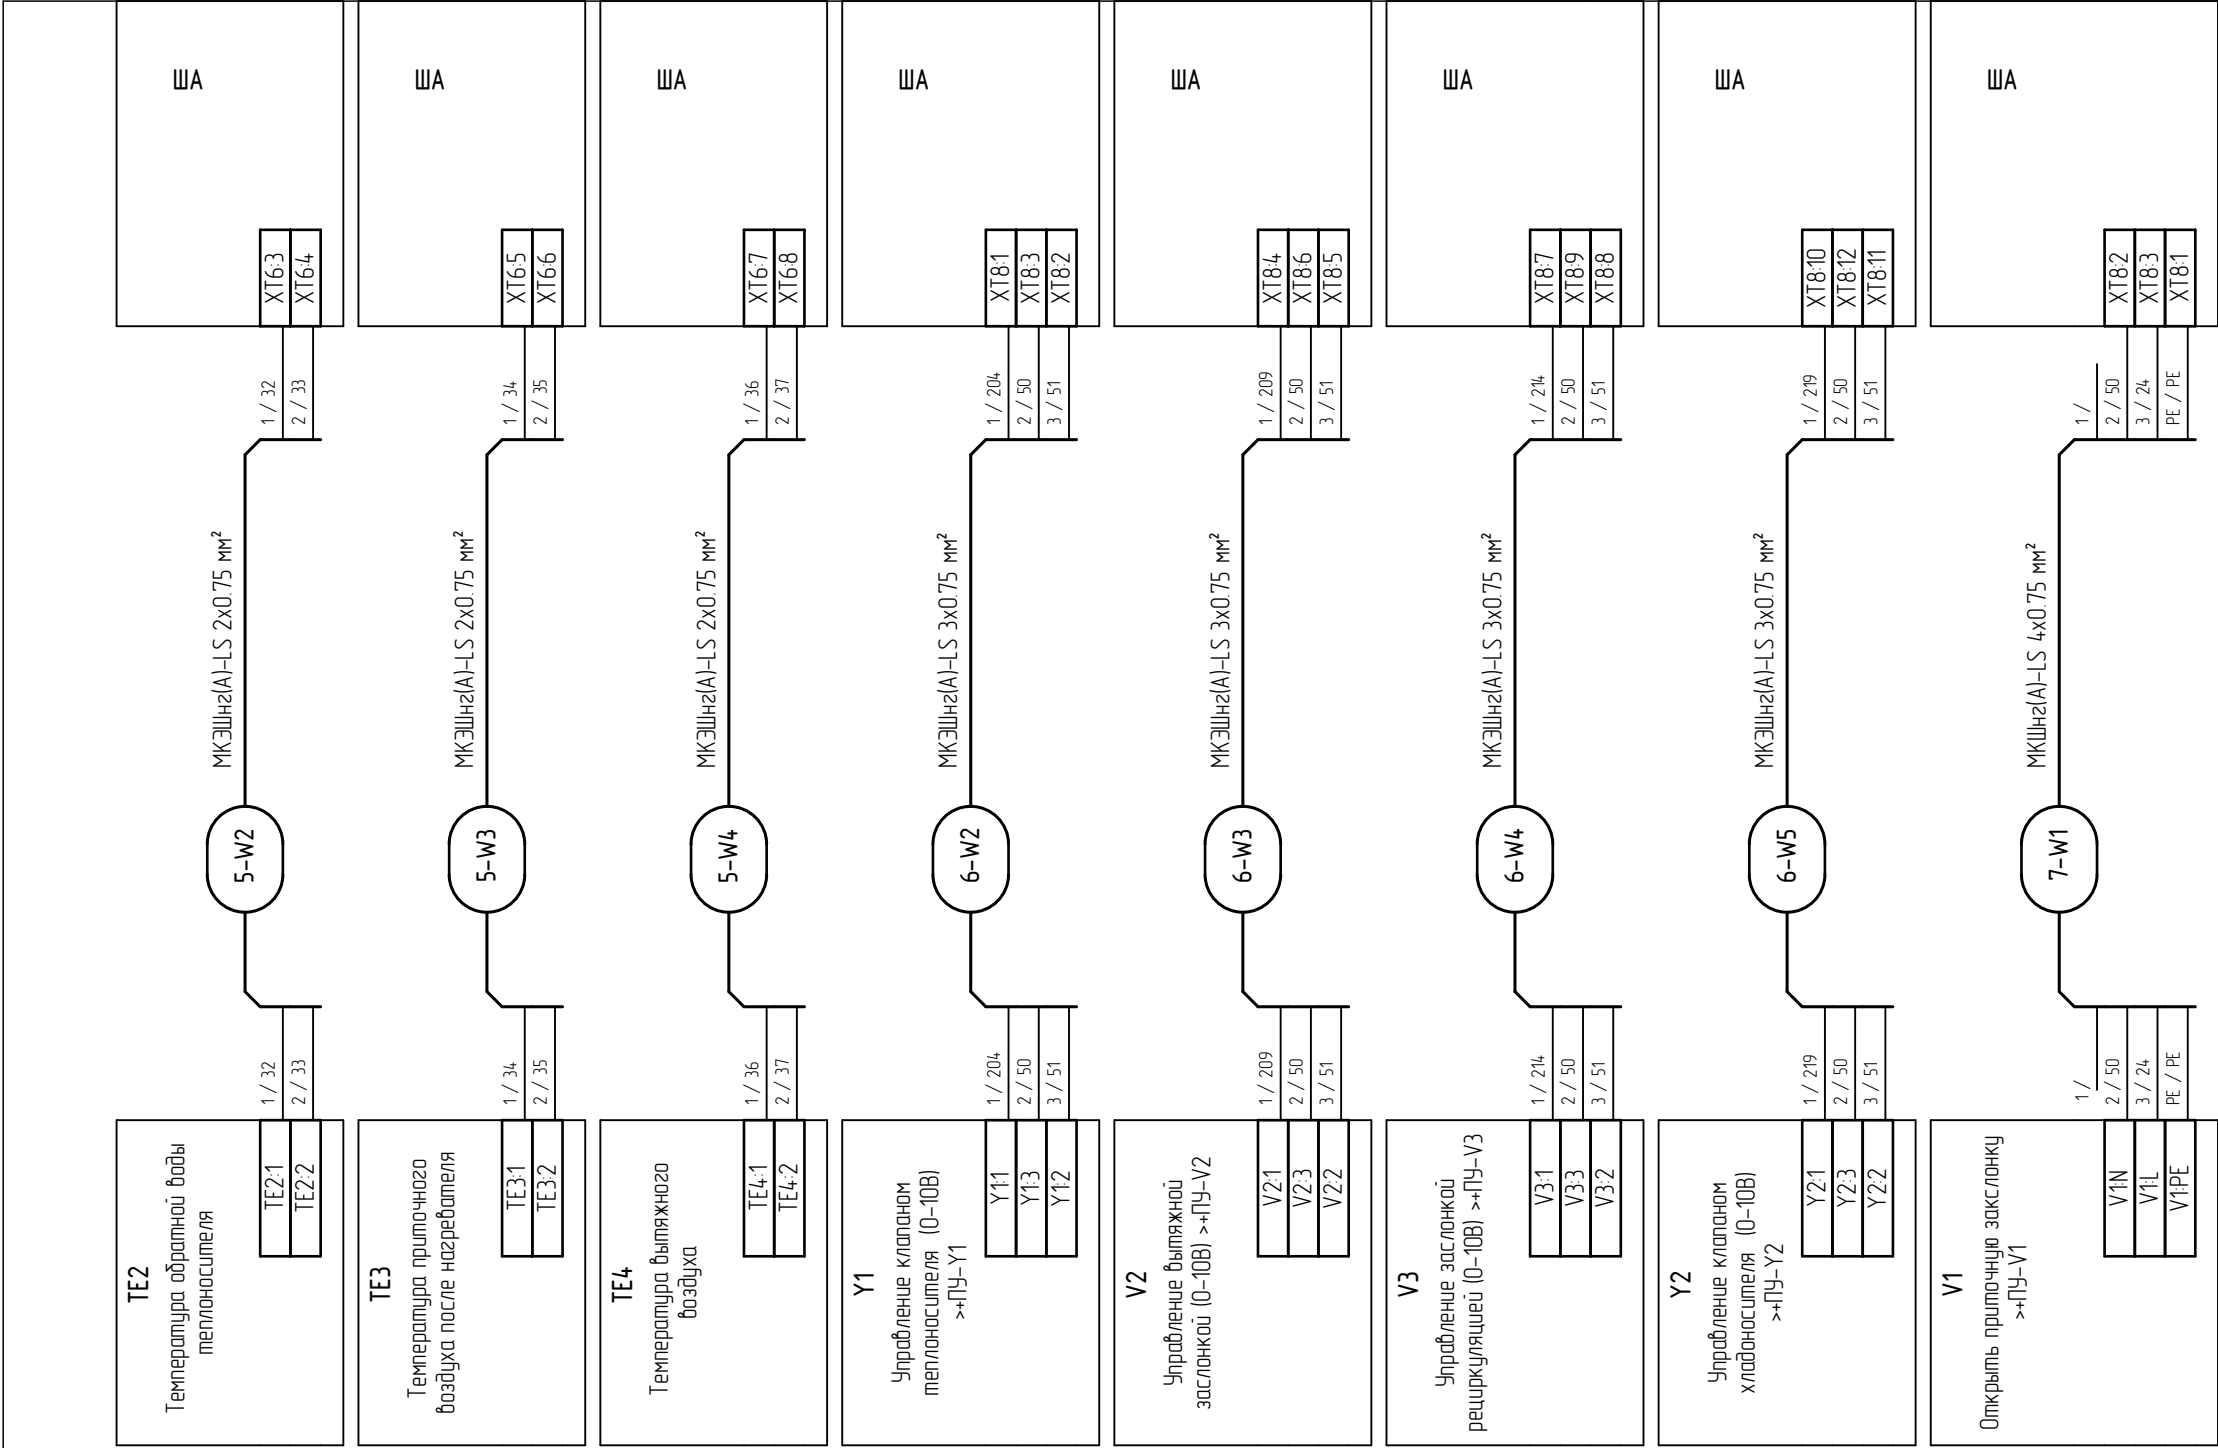 ТЕ2
Температура обратной воды
теплоносителя
ТЕ2:1
ТЕ2:2
1 / 32
2 / 33
5-W2
МКЭШнг(А)-LS 2x0.75 мм²
1 / 32
2 / 33
XT6:3
XT6:4
ША
ТЕ3
Температура приточного
воздуха после нагревателя
ТЕ3:1
ТЕ3:2
1 / 34
2 / 35
5-W3
МКЭШнг(А)-LS 2x0.75 мм²
1 / 34
2 / 35
XT6:5
XT6:6
ША
ТЕ4
Температура вытяжного
воздуха
ТЕ4:1
ТЕ4:2
1 / 36
2 / 37
5-W4
МКЭШнг(А)-LS 2x0.75 мм²
1 / 36
2 / 37
XT6:7
XT6:8
ША
Y1
Управление клапаном
теплоносителя (0-10В)
>+ПУ-Y1
Y1:1
Y1:3
Y1:2
1 / 204
2 / 50
3 / 51
6-W2
МКЭШнг(А)-LS 3x0.75 мм²
1 / 204
2 / 50
3 / 51
XT8:1
XT8:3
XT8:2
ША
V2
Управление вытяжной
заслонкой (0-10В) >+ПУ-V2
V2:1
V2:3
V2:2
1 / 209
2 / 50
3 / 51
6-W3
МКЭШнг(А)-LS 3x0.75 мм²
1 / 209
2 / 50
3 / 51
XT8:4
XT8:6
XT8:5
ША
V3
Управление заслонкой
рециркуляцией (0-10В) >+ПУ-V3
V3:1
V3:3
V3:2
1 / 214
2 / 50
3 / 51
6-W4
МКЭШнг(А)-LS 3x0.75 мм²
1 / 214
2 / 50
3 / 51
XT8:7
XT8:9
XT8:8
ША
Y2
Управление клапаном
хладоносителя (0-10В)
>+ПУ-Y2
Y2:1
Y2:3
Y2:2
1 / 219
2 / 50
3 / 51
6-W5
МКЭШнг(А)-LS 3x0.75 мм²
1 / 219
2 / 50
3 / 51
XT8:10
XT8:12
XT8:11
ША
V1
Открыть приточную закслонку
>+ПУ-V1
V1:N
V1:L
V1:PE
1 /
2 / 50
3 / 24
PE / PE
7-W1
МКШнг(А)-LS 4x0.75 мм²
1 /
2 / 50
3 / 24
PE / PE
XT8:2
XT8:3
XT8:1
ША